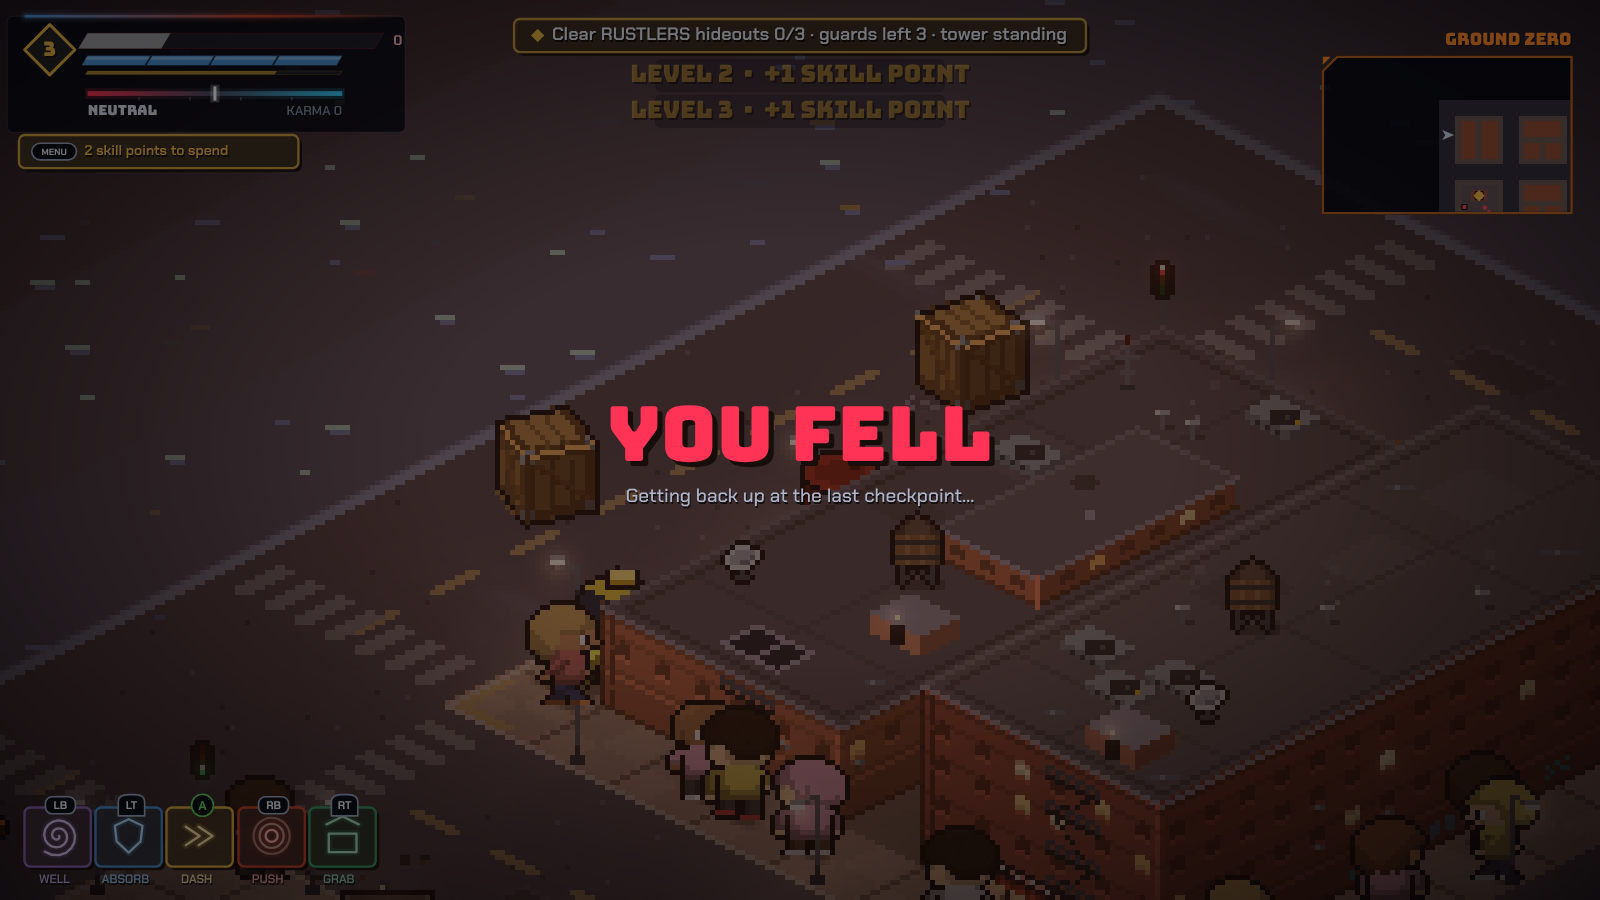 3
0
NEUTRAL
KARMA 0
MENU
2 skill points to spend
Clear RUSTLERS hideouts 0/3 · guards left 3 · tower standing
LEVEL 2 · +1 SKILL POINT
LEVEL 3 · +1 SKILL POINT
GROUND ZERO
YOU FELL
Getting back up at the last checkpoint...
LB
LT
A
RB
RT
WELL
ABSORB
DASH
PUSH
GRAB